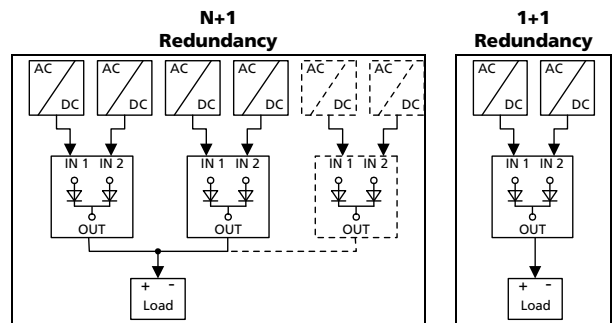 N+1
Redundancy
AC DC AC DC AC DC AC DC AC DC AC DC
IN 1 IN 2 IN 1 IN 2 IN 1 IN 2
OUT OUT OUT
+ -
Load
1+1
Redundancy
AC DC AC DC
IN 1 IN 2
OUT
+ -
Load